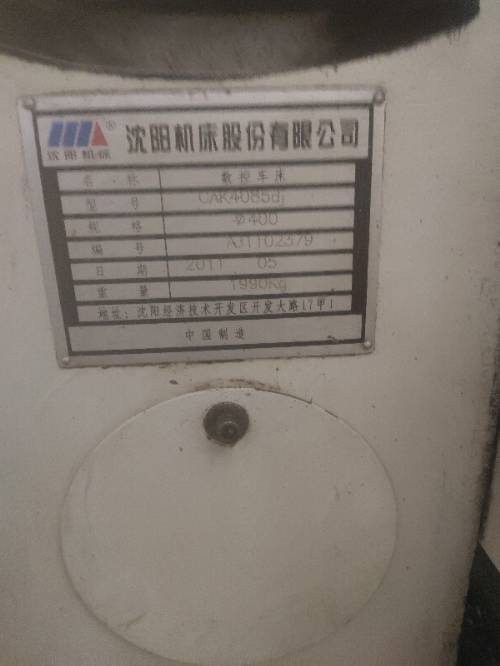 沈阳机床® 沈阳机床股份有限公司
名称 数控车床
型号 CAK4085dj
规格 Φ400
编号 A31102379
日期 2011 05
重量 1990Kg
地址:沈阳经济技术开发区开发大路17甲1
中国制造